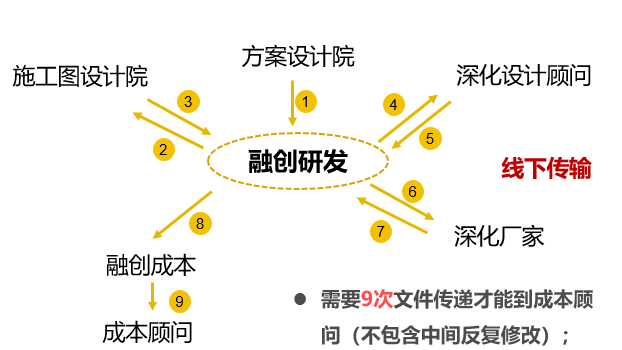 方案设计院
施工图设计院
深化设计顾问
3
1
4
2
5
融创研发
线下传输
6
8
7
深化厂家
融创成本
9
● 需要9次文件传递才能到成本顾
问（不包含中间反复修改）；
成本顾问